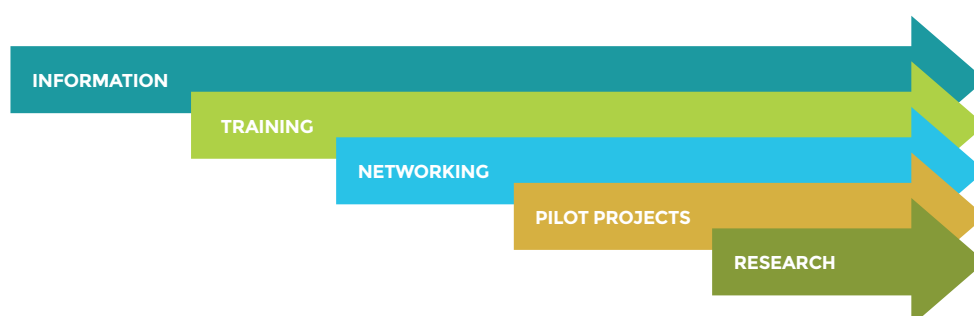 INFORMATION
TRAINING
NETWORKING
PILOT PROJECTS
RESEARCH